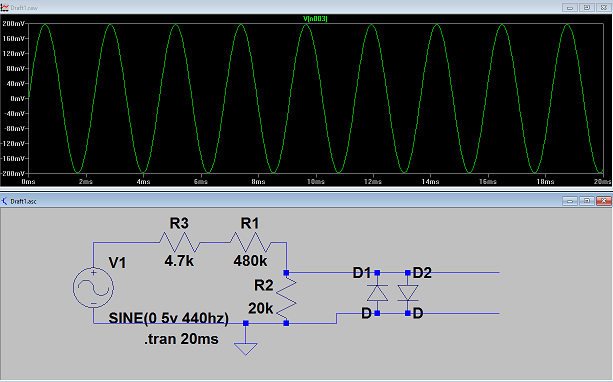 Draft1.raw
V[n003]
200mV
160mV
120mV
80mV
40mV
0mV
-40mV
-80mV
-120mV
-160mV
-200mV
0ms 2ms 4ms 6ms 8ms 10ms 12ms 14ms 16ms 18ms 20ms
Draft1.asc
R3 R1
4.7k 480k
V1
R2
20k
D1 D2
D D
SINE(0 5v 440hz)
.tran 20ms